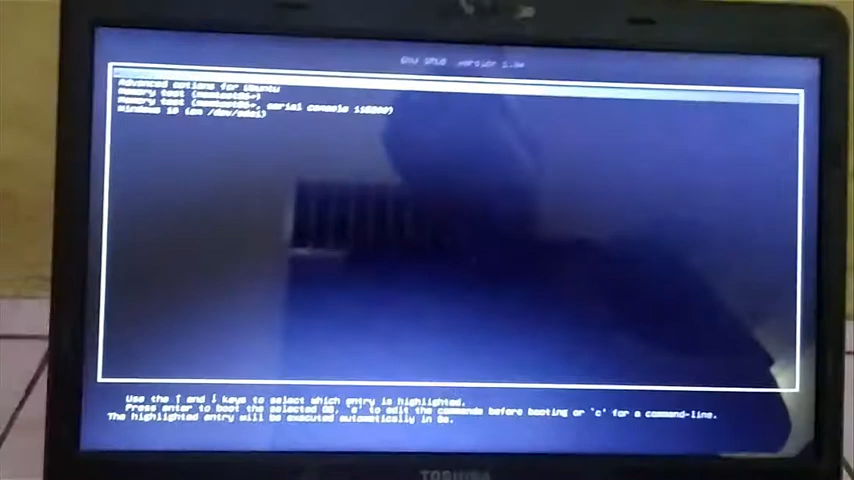 GNU GRUB version
Advanced options for Ubuntu
Memory test (memtest86+)
Memory test (memtest86+, serial console 115200)
Windows 10 (on /dev/sda1)
Use the ↑ and ↓ keys to select which entry is highlighted.
Press enter to boot the selected OS, `e' to edit the commands before booting or `c' for a command-line.
The highlighted entry will be executed automatically in
TOSHIBA